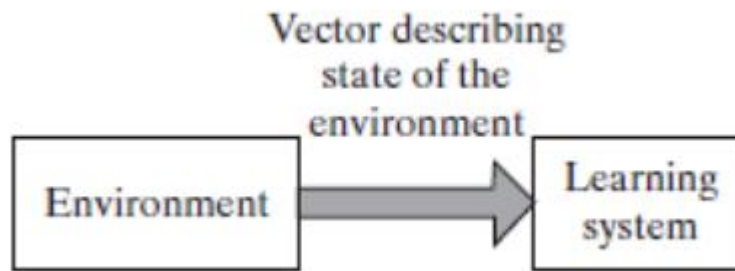 Vector describing
state of the
environment
Environment
Learning
system